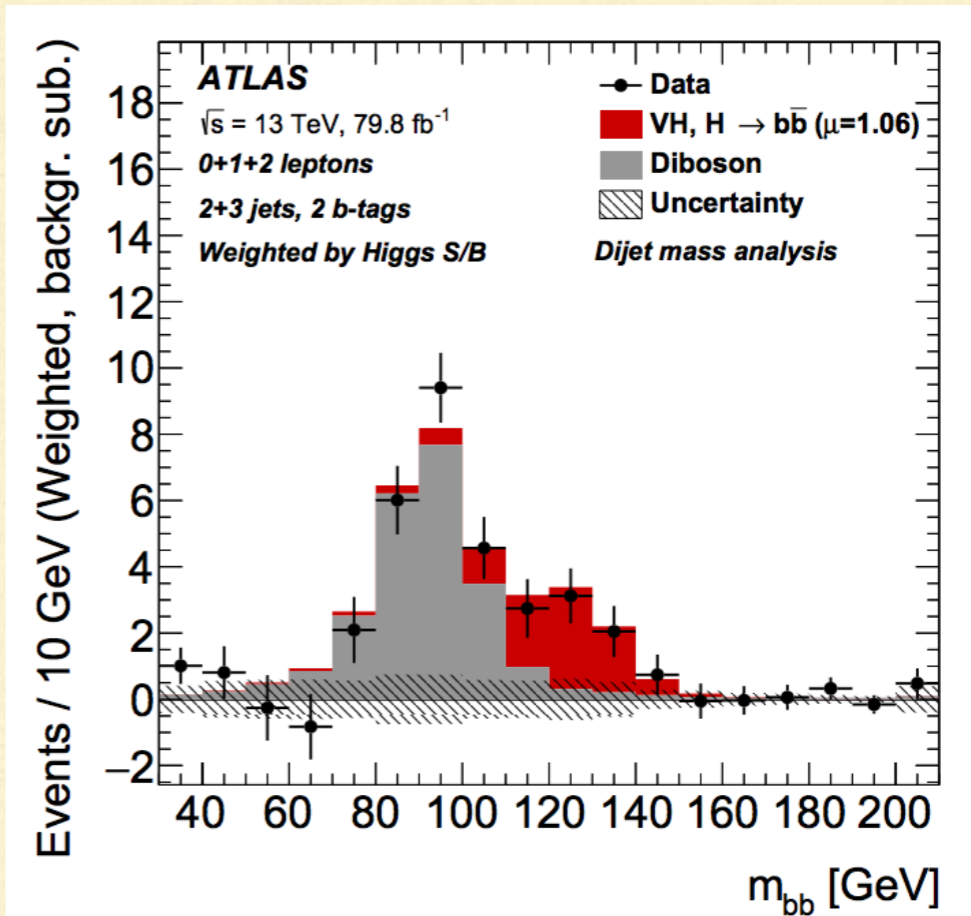 Events / 10 GeV (Weighted, backgr. sub.)
ATLAS
√s = 13 TeV, 79.8 fb⁻¹
0+1+2 leptons
2+3 jets, 2 b-tags
Weighted by Higgs S/B
Data
VH, H → bb̄ (μ=1.06)
Diboson
Uncertainty
Dijet mass analysis
18
16
14
12
10
8
6
4
2
0
−2
40 60 80 100 120 140 160 180 200
m_bb [GeV]